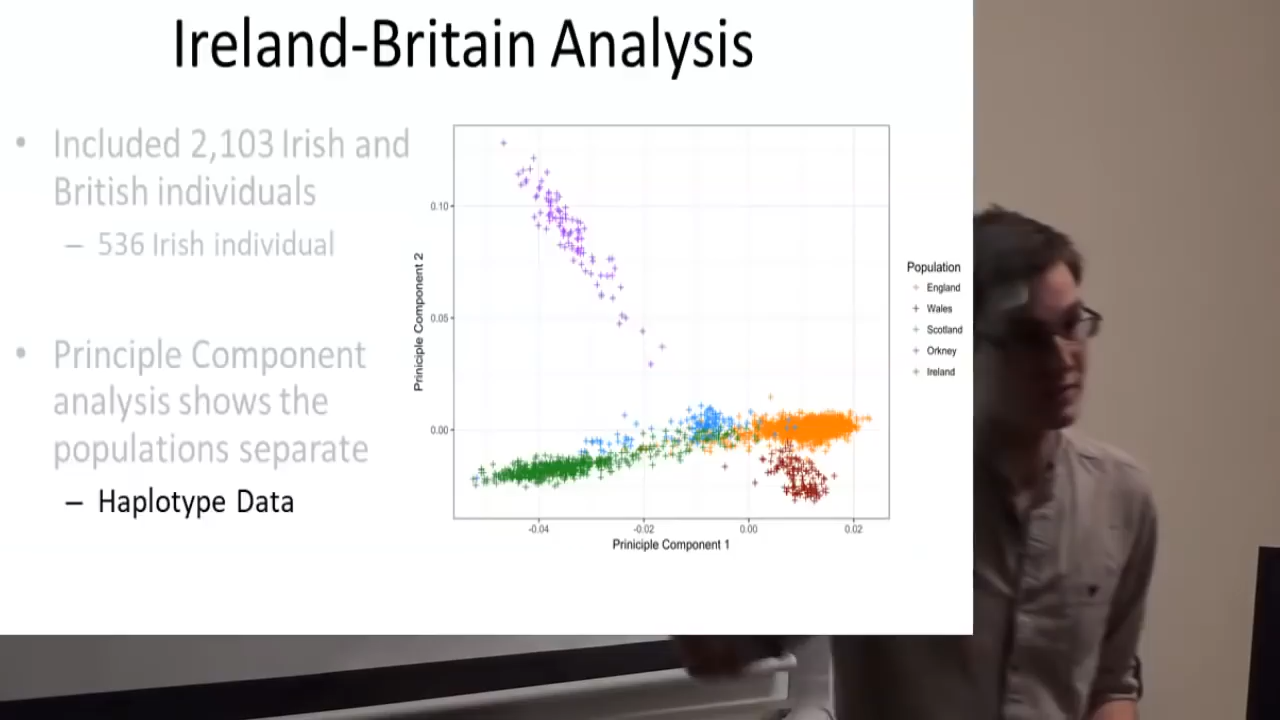 Ireland-Britain Analysis
• Included 2,103 Irish and
British individuals
– 536 Irish individual
• Principle Component
analysis shows the
populations separate
– Haplotype Data
Priniciple Component 2
0.10
0.05
0.00
-0.04
-0.02
0.00
0.02
Priniciple Component 1
Population
England
Wales
Scotland
Orkney
Ireland